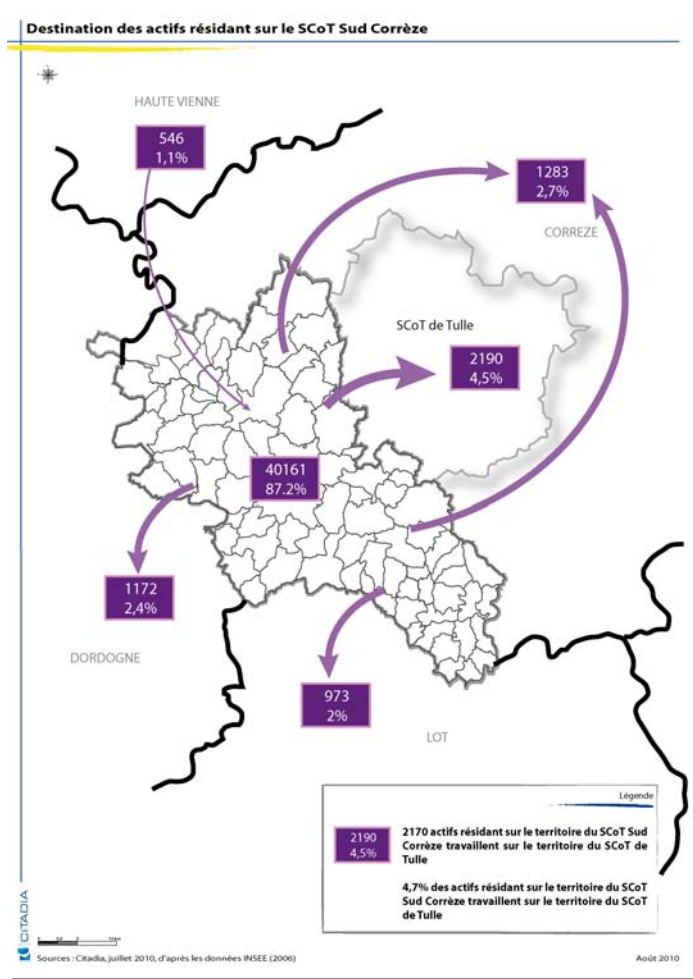 Destination des actifs résidant sur le SCoT Sud Corrèze
HAUTE VIENNE
546
1,1%
1283
2,7%
CORREZE
SCoT de Tulle
2190
4,5%
40161
87.2%
1172
2,4%
DORDOGNE
973
2%
LOT
Légende
2190
4,5%
2170 actifs résidant sur le territoire du SCoT Sud
Corrèze travaillent sur le territoire du SCoT de
Tulle
4,7% des actifs résidant sur le territoire du SCoT
Sud Corrèze travaillent sur le territoire du SCoT
de Tulle
CITADIA
Sources : Citadia, juillet 2010, d'après les données INSEE (2006)
Août 2010